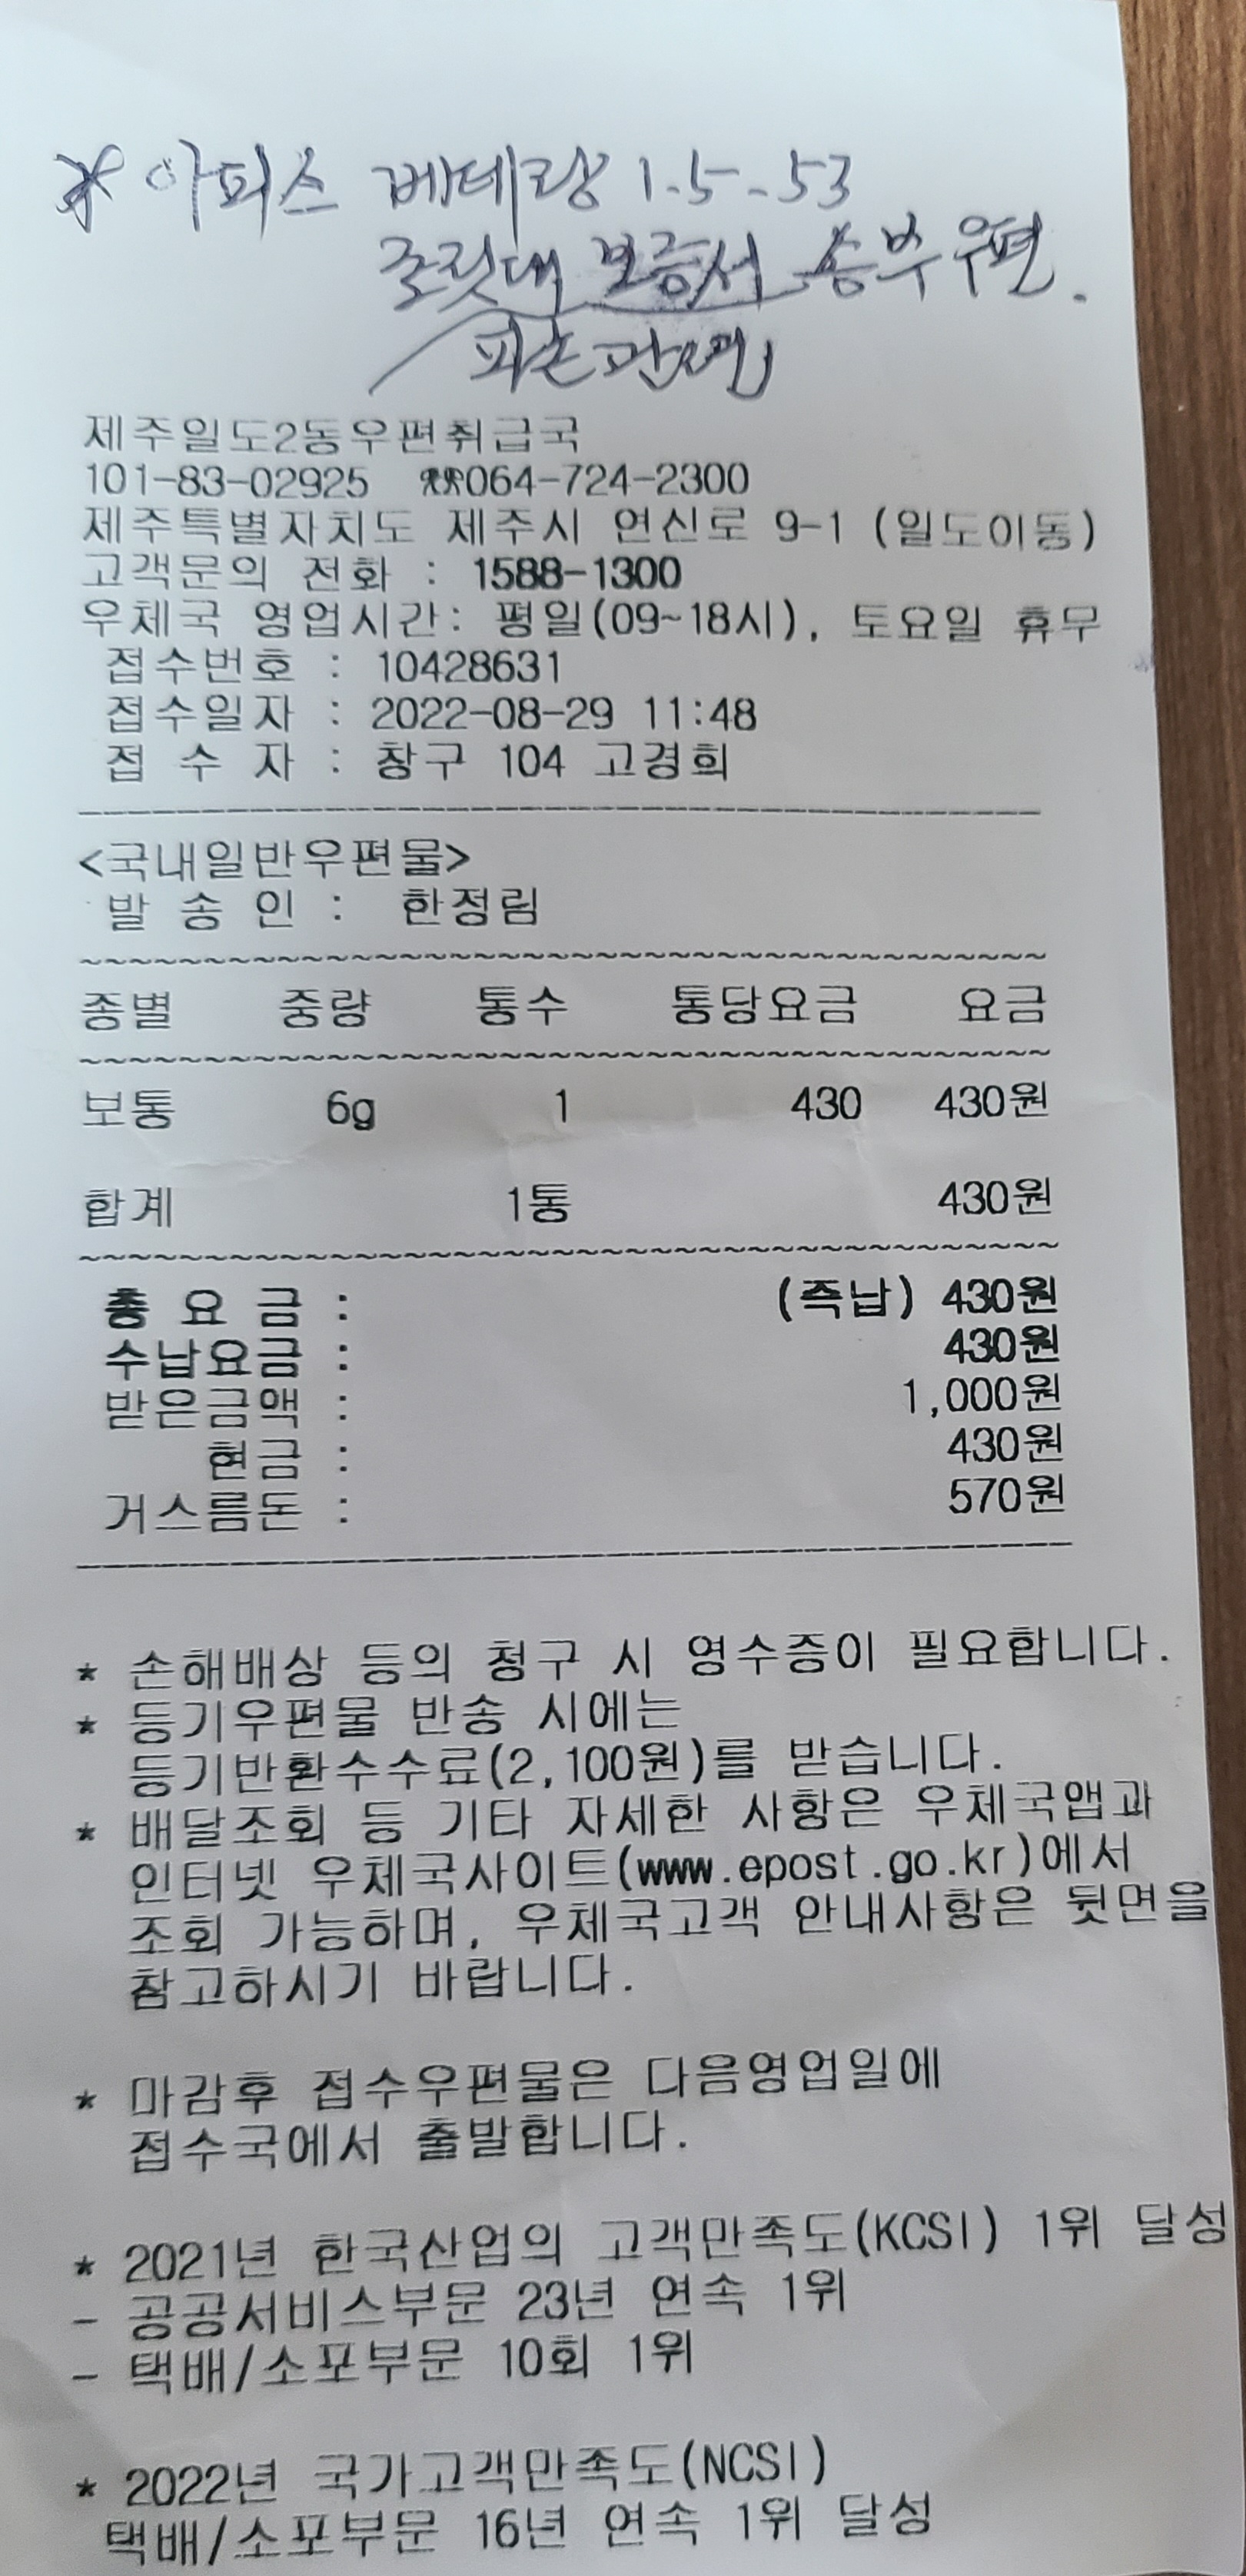 * 아피스 베테랑 1.5-53
보증서 송부우편.
제주일도2동우편취급국
101-83-02925 ☎064-724-2300
제주특별자치도 제주시 연신로 9-1 (일도이동)
고객문의 전화 : 1588-1300
우체국 영업시간: 평일(09~18시), 토요일 휴무
접수번호 : 10428631
접수일자 : 2022-08-29 11:48
접 수 자 : 창구 104 고경희
<국내일반우편물>
발 송 인 : 한정림
종별 중량 통수 통당요금 요금
보통 6g 1 430 430원
합계 1통 430원
총 요 금 : (즉납) 430원
수납요금 : 430원
받은금액 : 1,000원
현금 : 430원
거스름돈 : 570원
* 손해배상 등의 청구 시 영수증이 필요합니다.
* 등기우편물 반송 시에는
등기반환수수료(2,100원)를 받습니다.
* 배달조회 등 기타 자세한 사항은 우체국앱과
인터넷 우체국사이트(www.epost.go.kr)에서
조회 가능하며, 우체국고객 안내사항은 뒷면을
참고하시기 바랍니다.
* 마감후 접수우편물은 다음영업일에
접수국에서 출발합니다.
* 2021년 한국산업의 고객만족도(KCSI) 1위 달성
- 공공서비스부문 23년 연속 1위
- 택배/소포부문 10회 1위
* 2022년 국가고객만족도(NCSI)
택배/소포부문 16년 연속 1위 달성